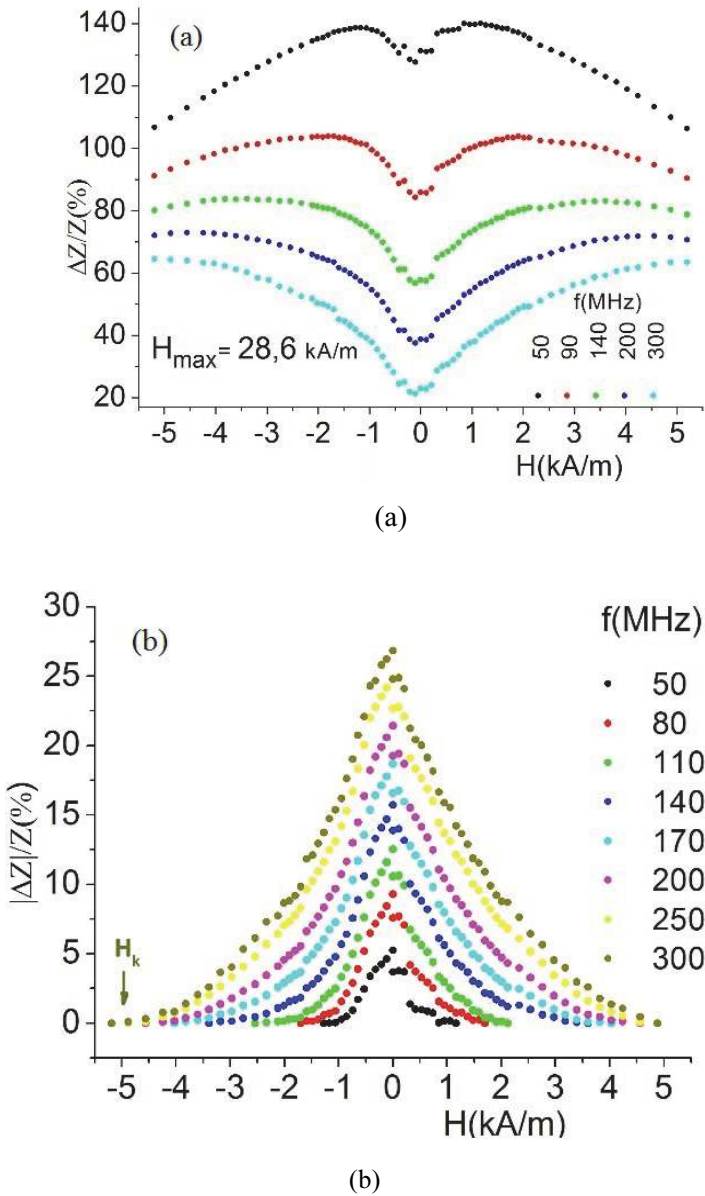 (a)
140
120
100
80
60
40
20
ΔZ/Z(%)
f(MHz)
50 90 140 200 300
Hmax= 28,6 kA/m
-5 -4 -3 -2 -1 0 1 2 3 4 5
H(kA/m)
(a)
(b)
30
25
20
15
10
5
0
|ΔZ|/Z(%)
Hk
f(MHz)
50
80
110
140
170
200
250
300
-5 -4 -3 -2 -1 0 1 2 3 4 5
H(kA/m)
(b)